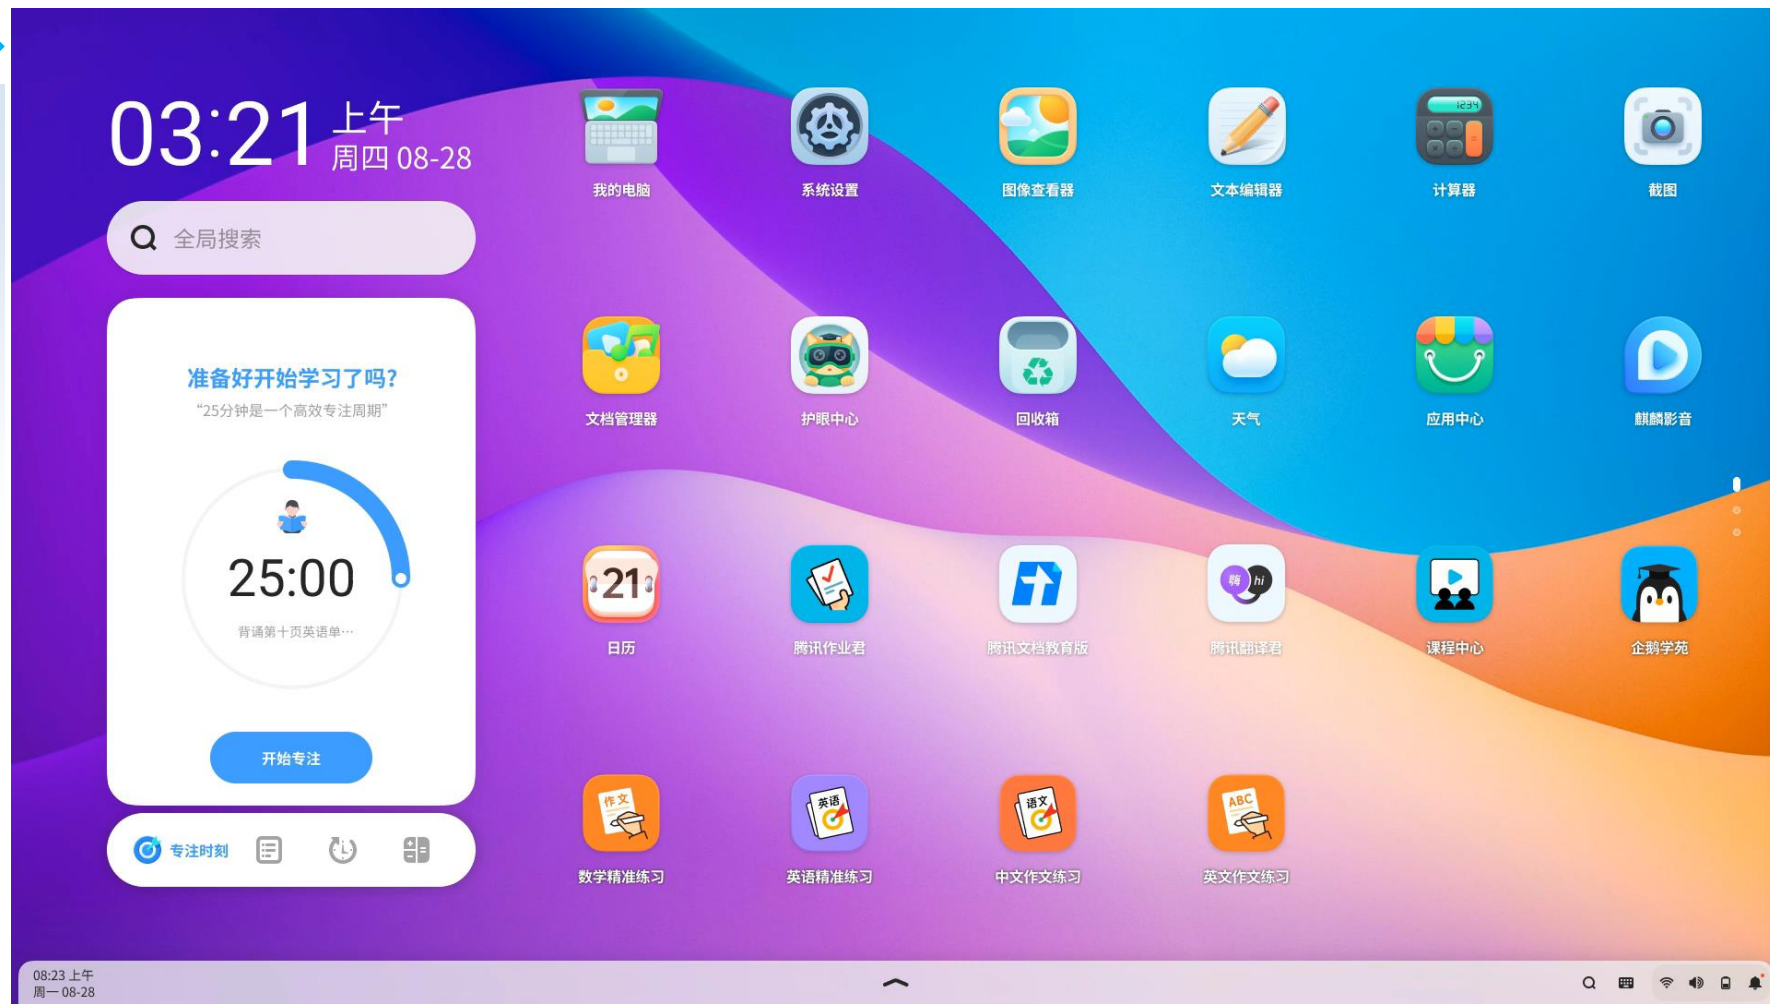 03:21 上午
周四 08-28
全局搜索
准备好开始学习了吗?
“25分钟是一个高效专注周期”
25:00
背诵第十页英语单…
开始专注
专注时刻
1234
我的电脑
系统设置
图像查看器
文本编辑器
计算器
截图
文档管理器
护眼中心
回收箱
天气
应用中心
麒麟影音
21
嗨 hi
日历
腾讯作业君
腾讯文档教育版
腾讯翻译君
课程中心
企鹅学苑
作文
英语
语文
ABC
数学精准练习
英语精准练习
中文作文练习
英文作文练习
08:23 上午
周一 08-28